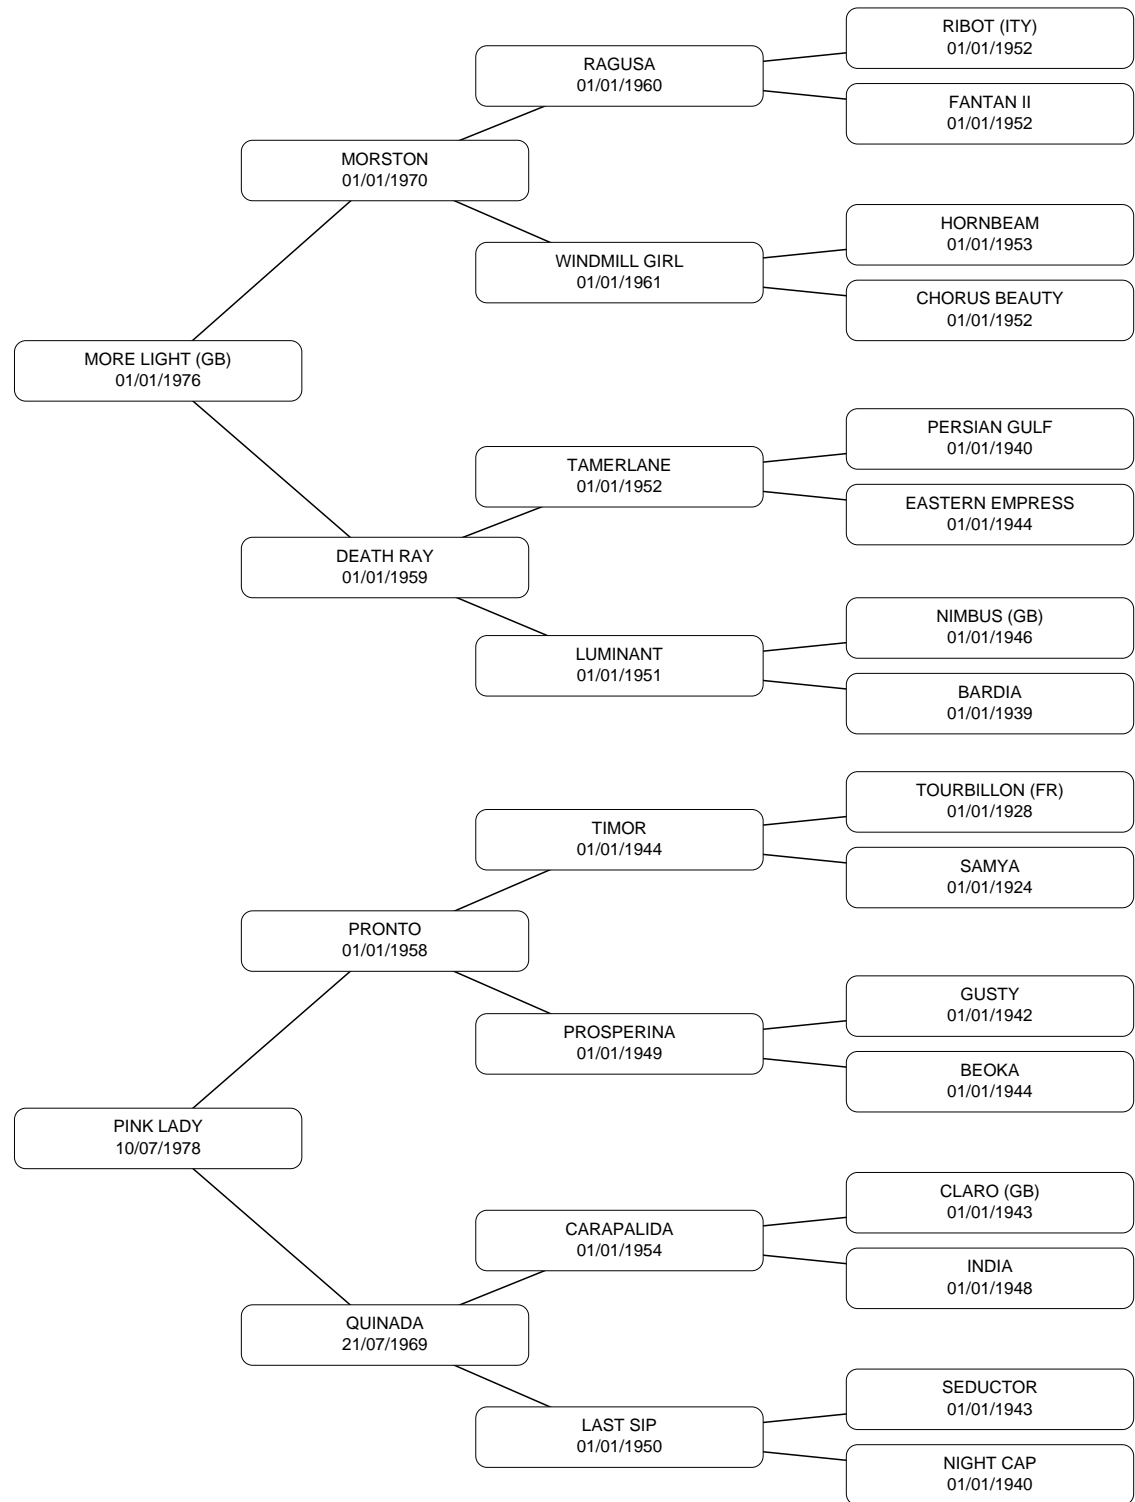 RIBOT (ITY)
01/01/1952
RAGUSA
01/01/1960
FANTAN II
01/01/1952
MORSTON
01/01/1970
HORNBEAM
01/01/1953
WINDMILL GIRL
01/01/1961
CHORUS BEAUTY
01/01/1952
MORE LIGHT (GB)
01/01/1976
PERSIAN GULF
01/01/1940
TAMERLANE
01/01/1952
EASTERN EMPRESS
01/01/1944
DEATH RAY
01/01/1959
NIMBUS (GB)
01/01/1946
LUMINANT
01/01/1951
BARDIA
01/01/1939
TOURBILLON (FR)
01/01/1928
TIMOR
01/01/1944
SAMYA
01/01/1924
PRONTO
01/01/1958
GUSTY
01/01/1942
PROSPERINA
01/01/1949
BEOKA
01/01/1944
PINK LADY
10/07/1978
CLARO (GB)
01/01/1943
CARAPALIDA
01/01/1954
INDIA
01/01/1948
QUINADA
21/07/1969
SEDUCTOR
01/01/1943
LAST SIP
01/01/1950
NIGHT CAP
01/01/1940